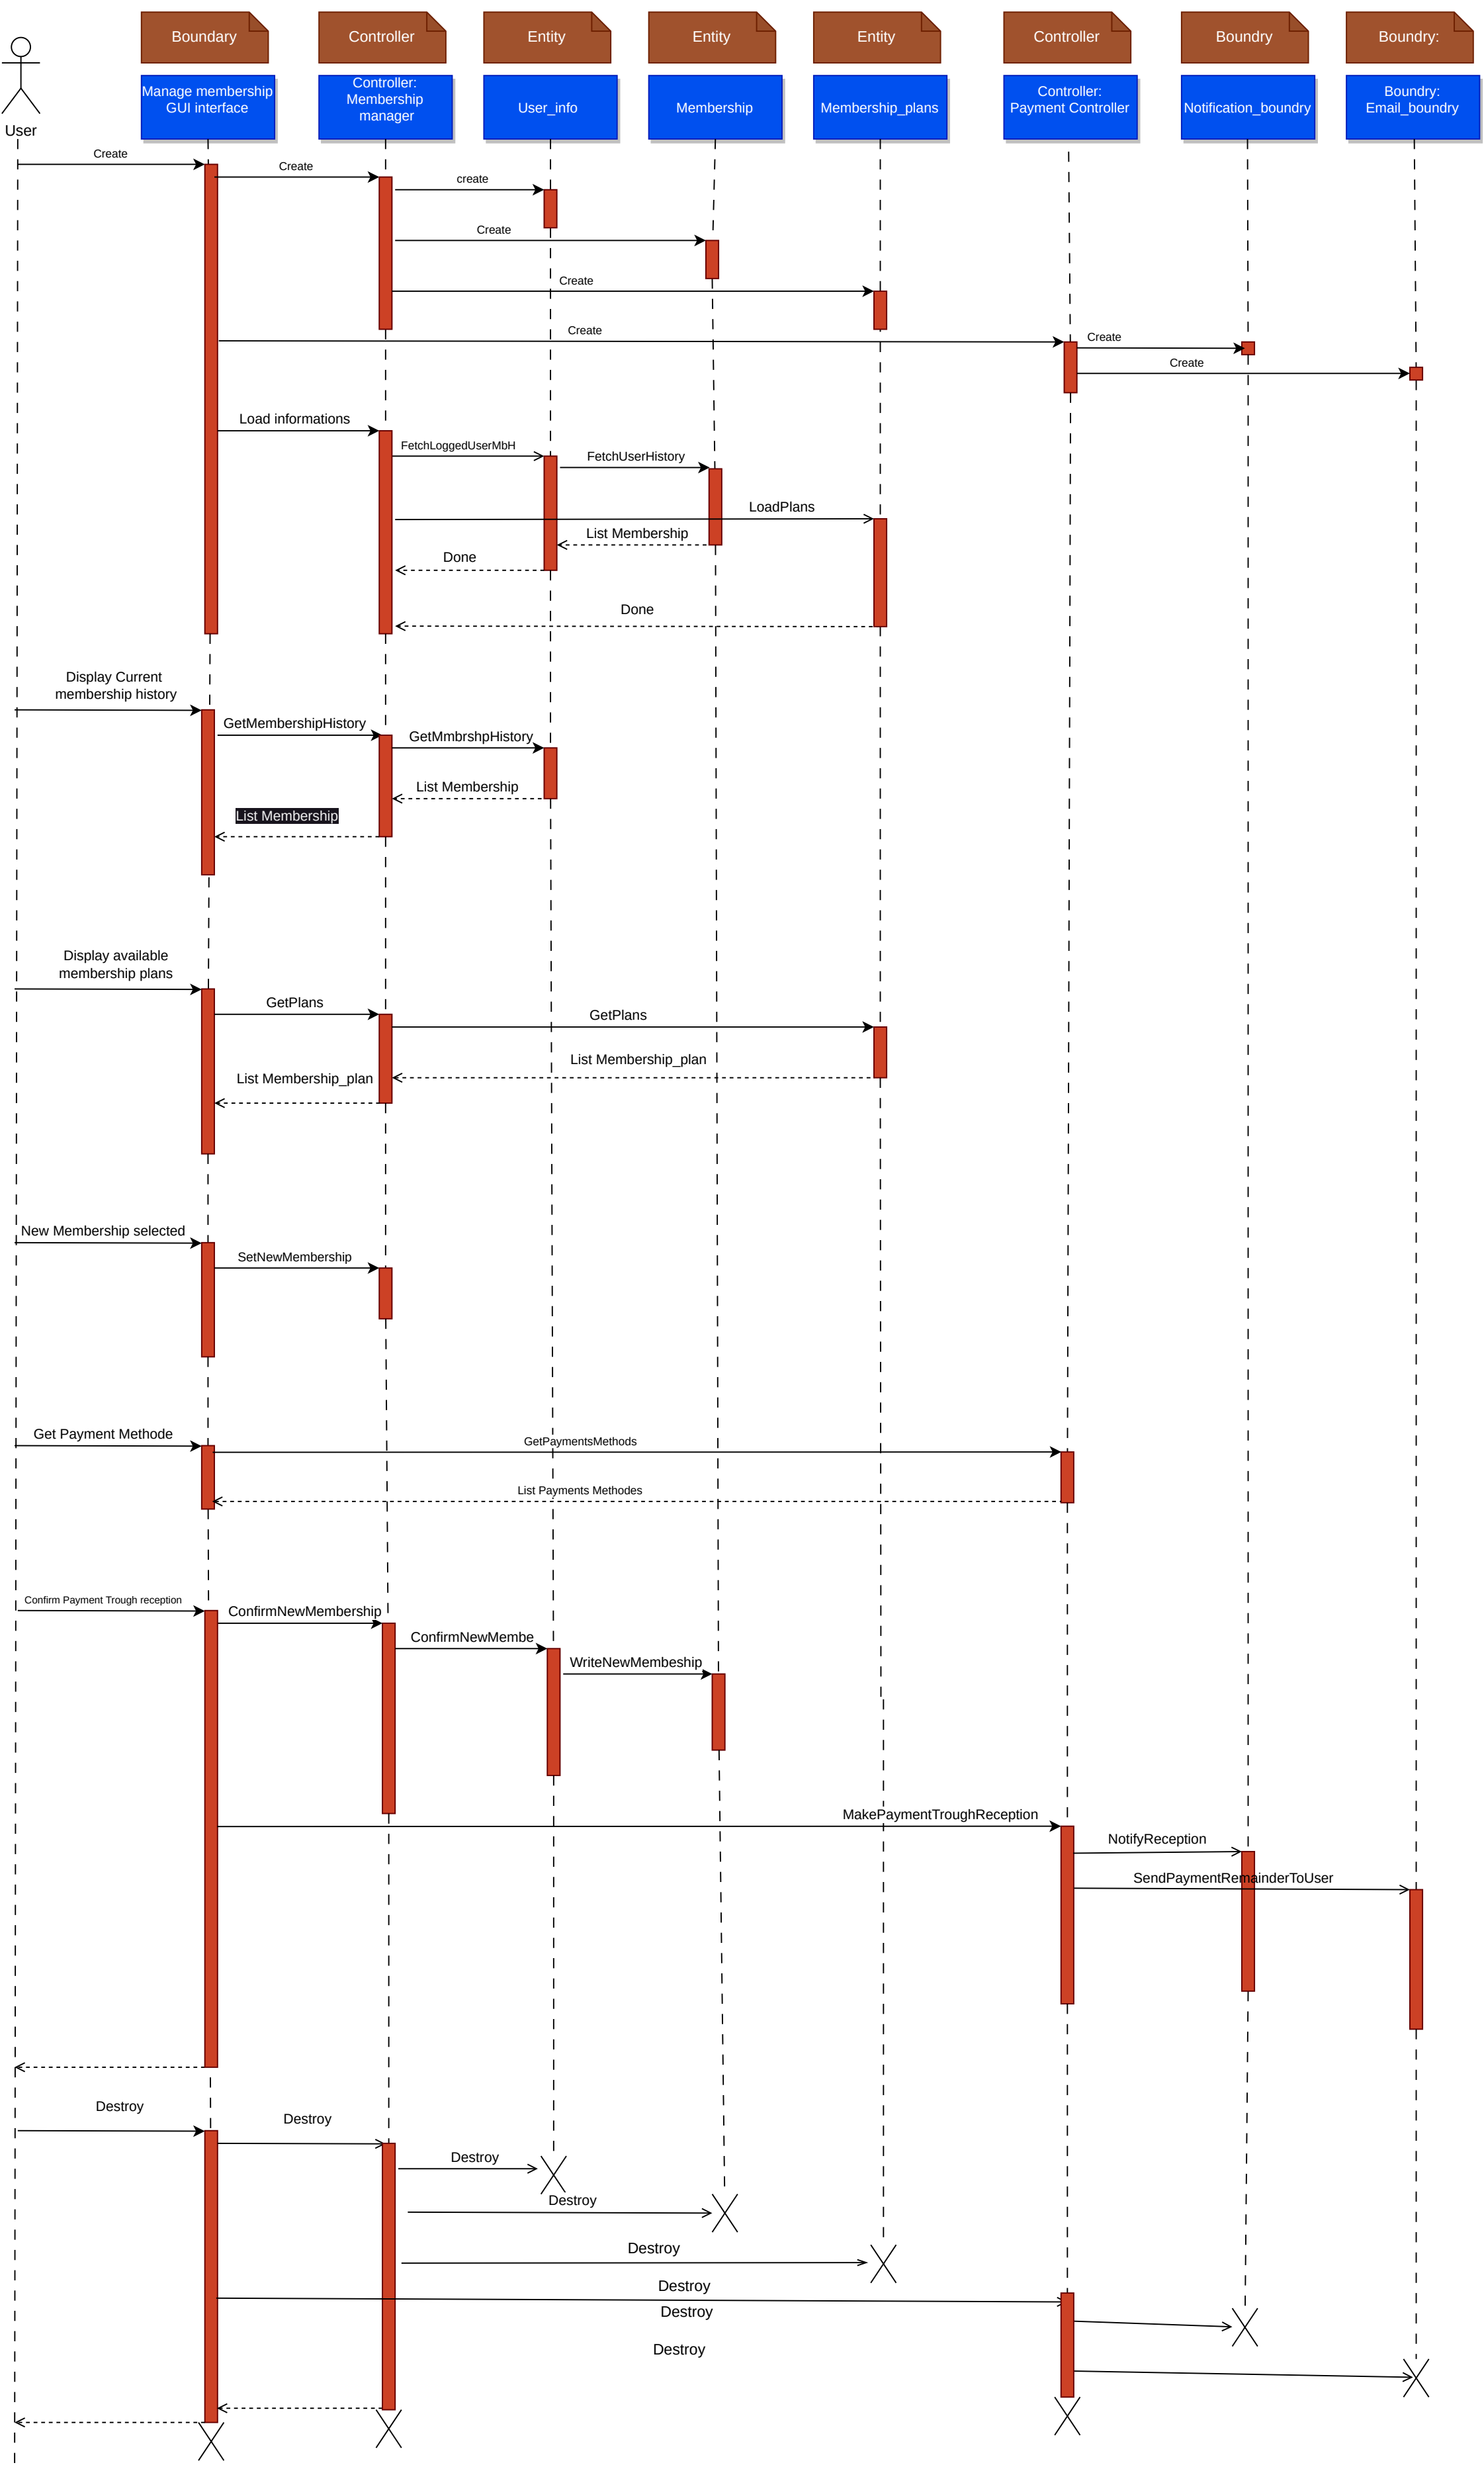 Boundary
Controller
Entity
Entity
Entity
Controller
Boundry
Boundry:
User
Manage membership
GUI interface
Controller:
Membership
manager
User_info
Membership
Membership_plans
Controller:
Payment Controller
Notification_boundry
Boundry:
Email_boundry
Create
Create
create
Create
Create
Create
Create
Create
Load informations
FetchLoggedUserMbH
FetchUserHistory
LoadPlans
List Membership
Done
Done
Display Current
membership history
GetMembershipHistory
GetMmbrshpHistory
List Membership
List Membership
Display available
membership plans
GetPlans
GetPlans
List Membership_plan
List Membership_plan
New Membership selected
SetNewMembership
Get Payment Methode
GetPaymentsMethods
List Payments Methodes
Confirm Payment Trough reception
ConfirmNewMembership
ConfirmNewMembe
WriteNewMembeship
MakePaymentTroughReception
NotifyReception
SendPaymentRemainderToUser
Destroy
Destroy
Destroy
Destroy
Destroy
Destroy
Destroy
Destroy